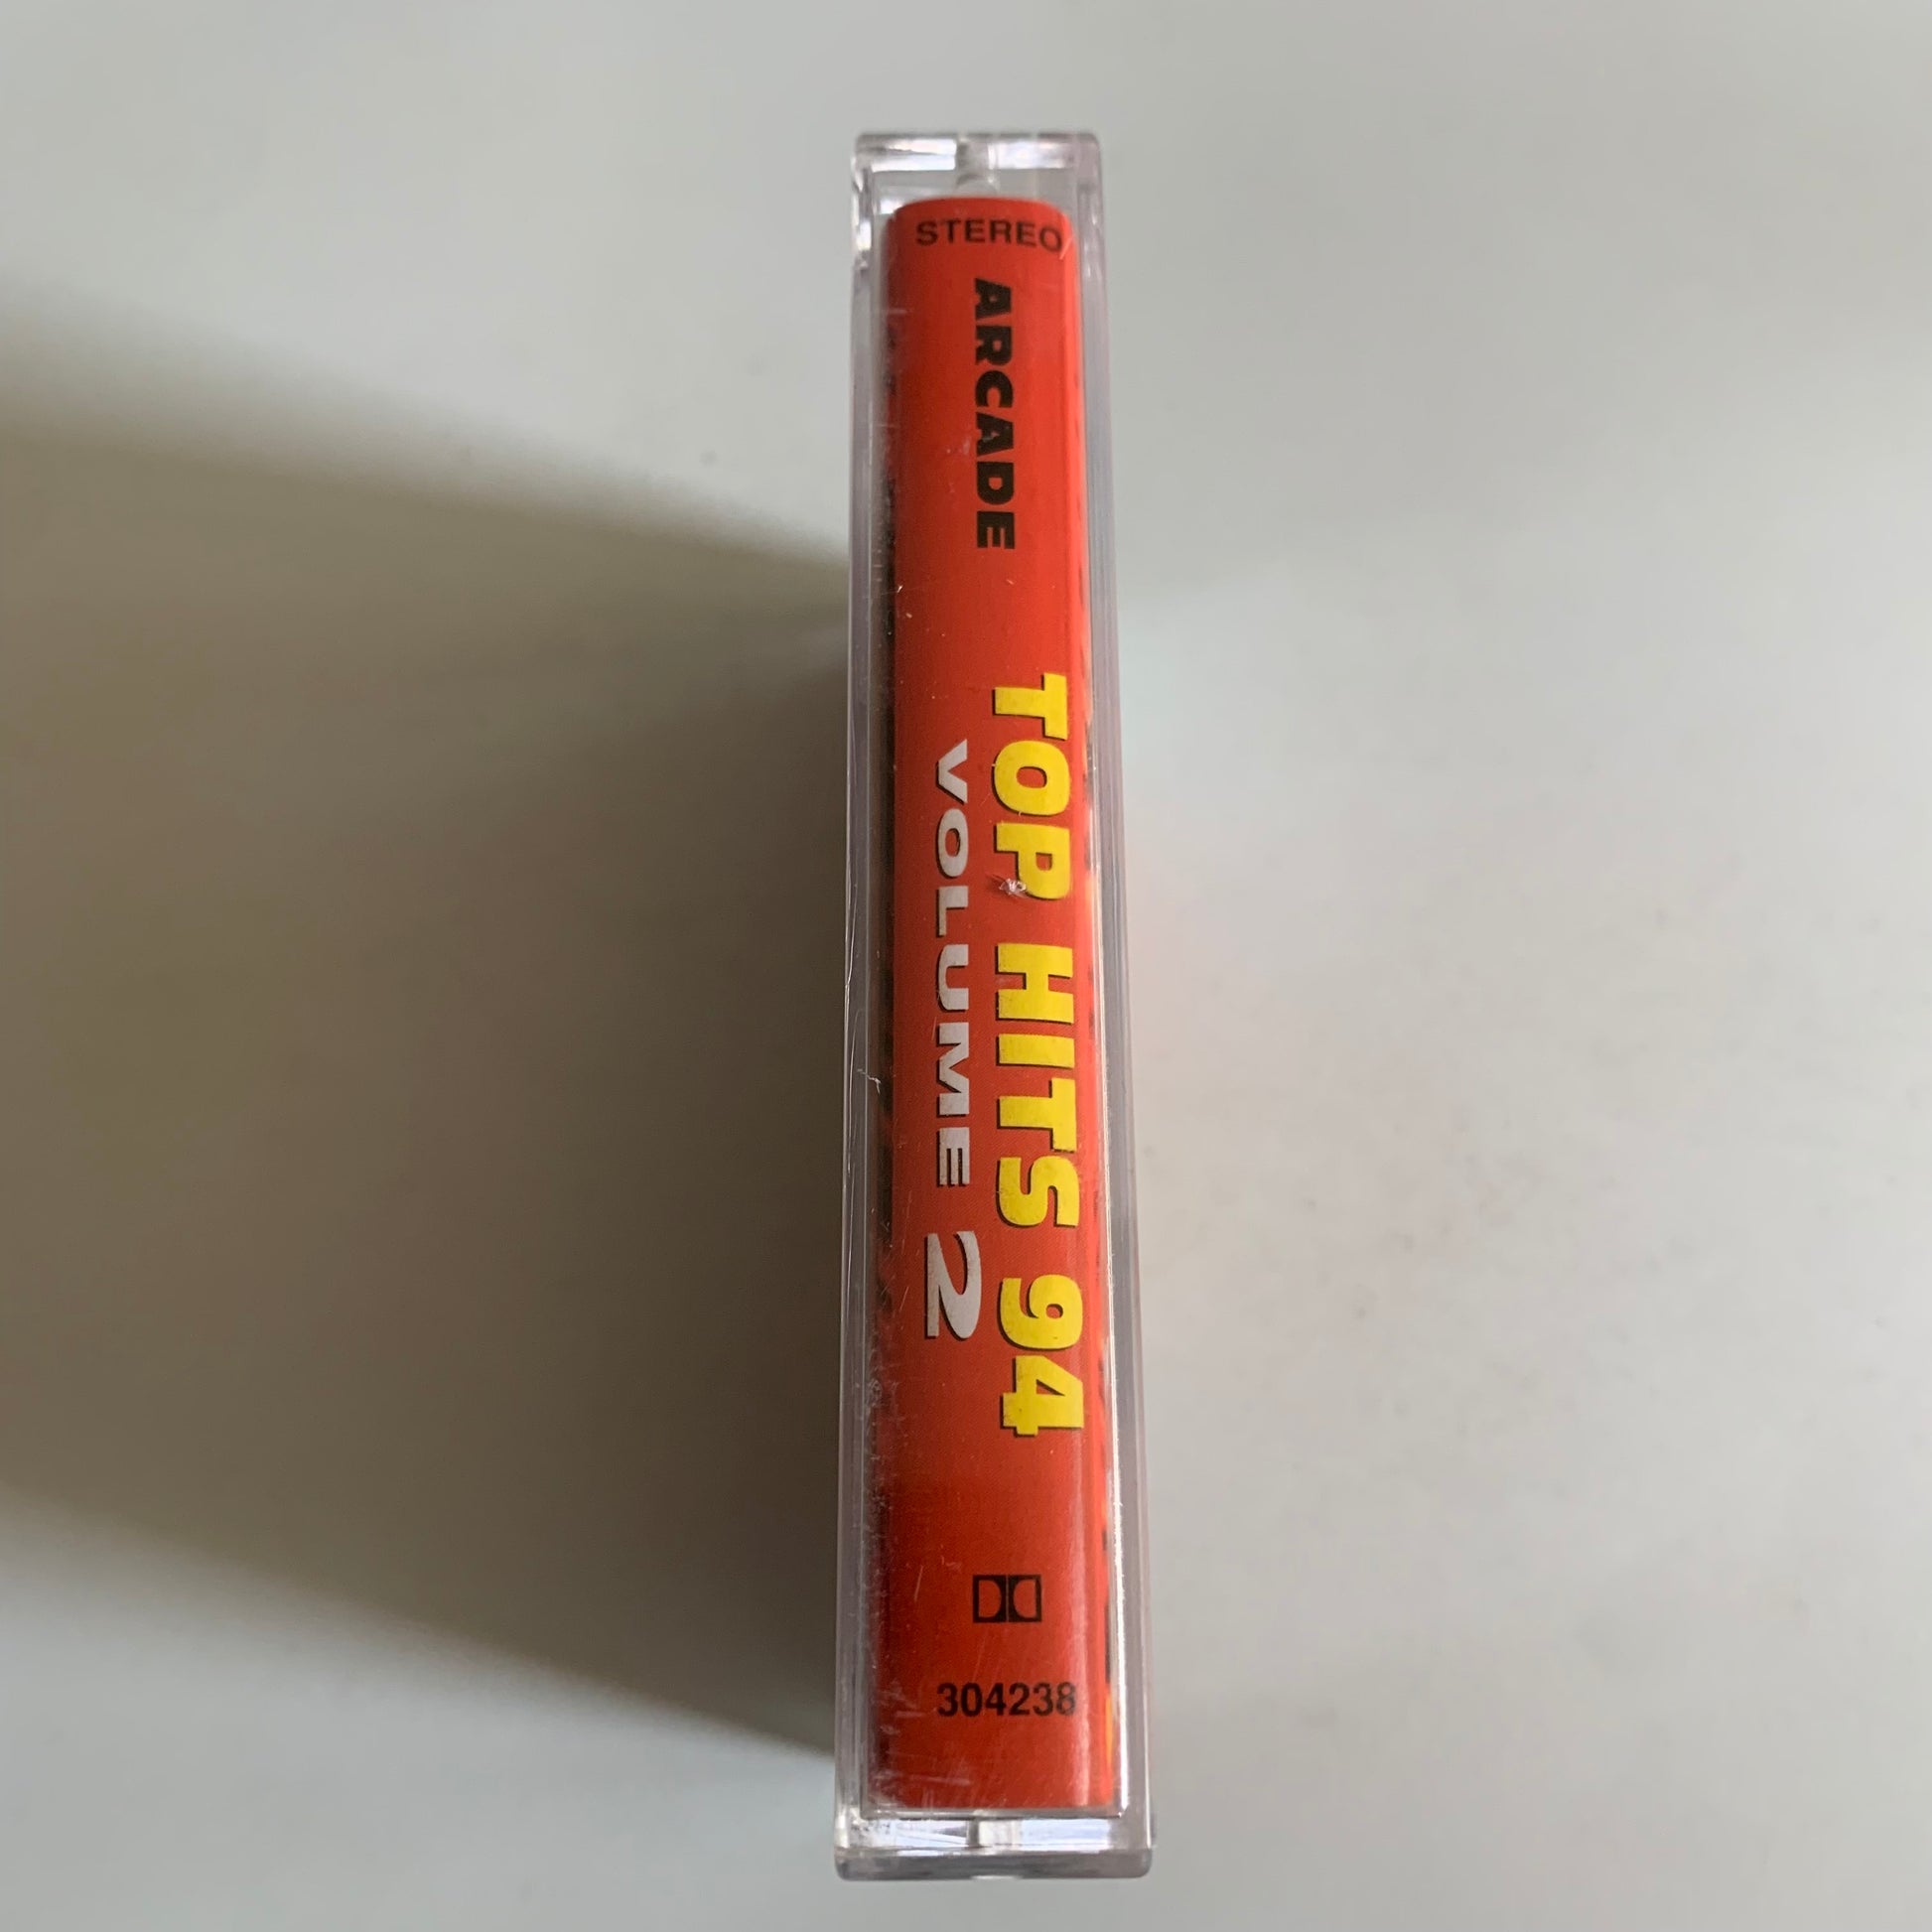 STEREO
ARCADE
TOP HITS 94
VOLUME 2
304238